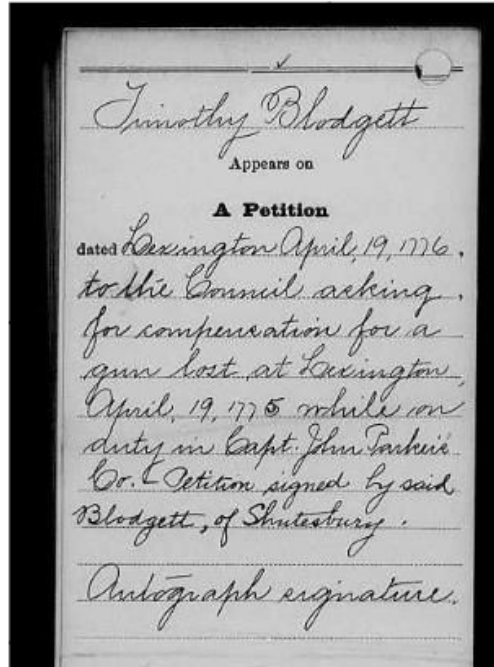 Timothy Blodgett
Appears on
A Petition
dated Lexington April, 19, 1776.
to the Council asking.
for compensation for a
gun lost at Lexington,
April, 19, 1775 while on
duty in Capt. John Parker's
Co. - Petition signed by said
Blodgett, of Shutesbury.
Autograph signature.